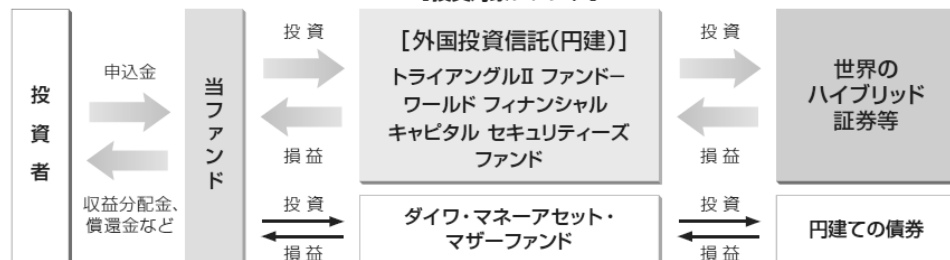 投資者
申込金
収益分配金、
償還金など
当ファンド
投資
損益
[外国投資信託(円建)]
トライアングルⅡ ファンドー
ワールド フィナンシャル
キャピタル セキュリティーズ
ファンド
投資
損益
世界の
ハイブリッド
証券等
投資
損益
ダイワ・マネーアセット・
マザーファンド
投資
損益
円建ての債券